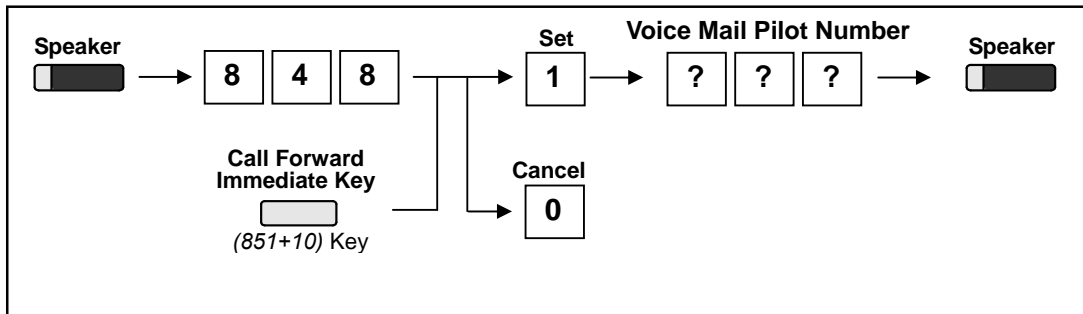 Speaker
8 4 8
Set
1
Voice Mail Pilot Number
? ? ?
Speaker
Call Forward
Immediate Key
(851+10) Key
Cancel
0